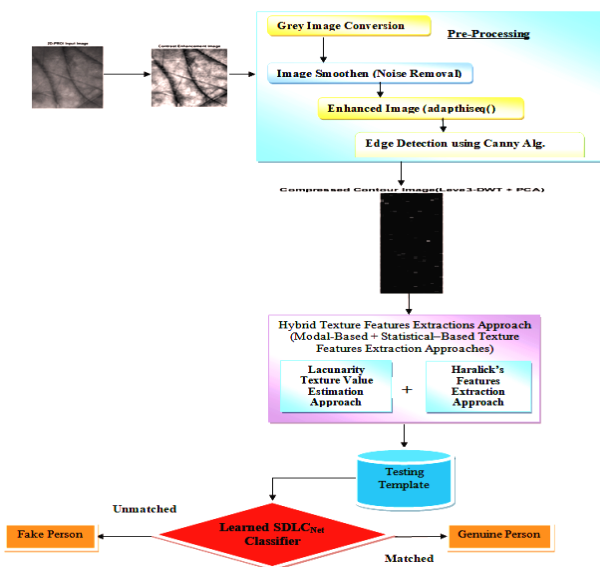 2D-PROI Input Image
Contrast Enhancement Image
Grey Image Conversion
Pre-Processing
Image Smoothen (Noise Removal)
Enhanced Image (adapthiseq()
Edge Detection using Canny Alg.
Compressed Contour Image(Leve3-DWT + PCA)
Hybrid Texture Features Extractions Approach
(Modal-Based + Statistical–Based Texture
Features Extraction Approaches)
Lacunarity
Texture Value
Estimation
Approach
+
Haralick's
Features
Extraction
Approach
Testing
Template
Unmatched
Learned SDLCNet
Classifier
Fake Person
Genuine Person
Matched